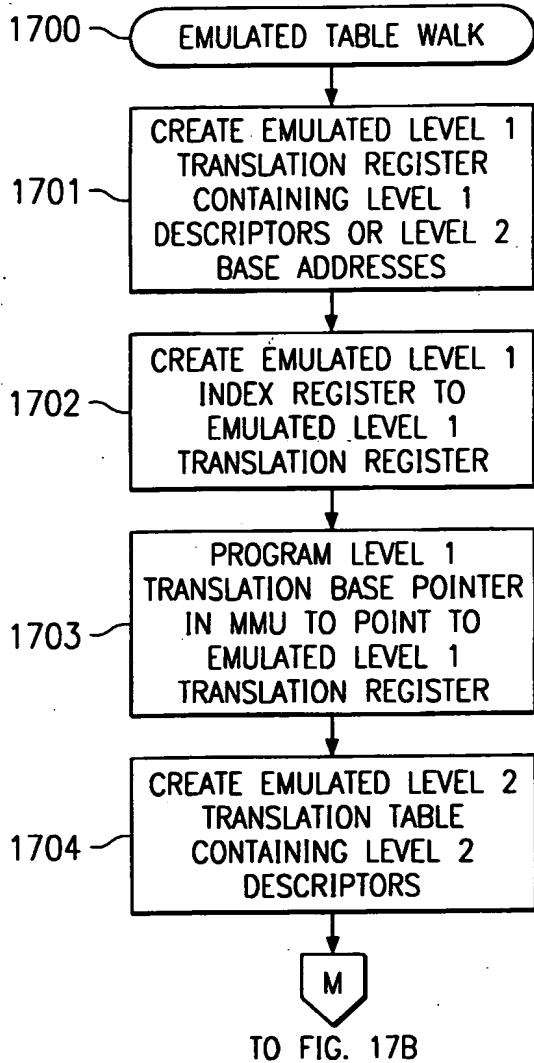 1700
EMULATED TABLE WALK
1701
CREATE EMULATED LEVEL 1
TRANSLATION REGISTER
CONTAINING LEVEL 1
DESCRIPTORS OR LEVEL 2
BASE ADDRESSES
1702
CREATE EMULATED LEVEL 1
INDEX REGISTER TO
EMULATED LEVEL 1
TRANSLATION REGISTER
1703
PROGRAM LEVEL 1
TRANSLATION BASE POINTER
IN MMU TO POINT TO
EMULATED LEVEL 1
TRANSLATION REGISTER
1704
CREATE EMULATED LEVEL 2
TRANSLATION TABLE
CONTAINING LEVEL 2
DESCRIPTORS
M
TO FIG. 17B